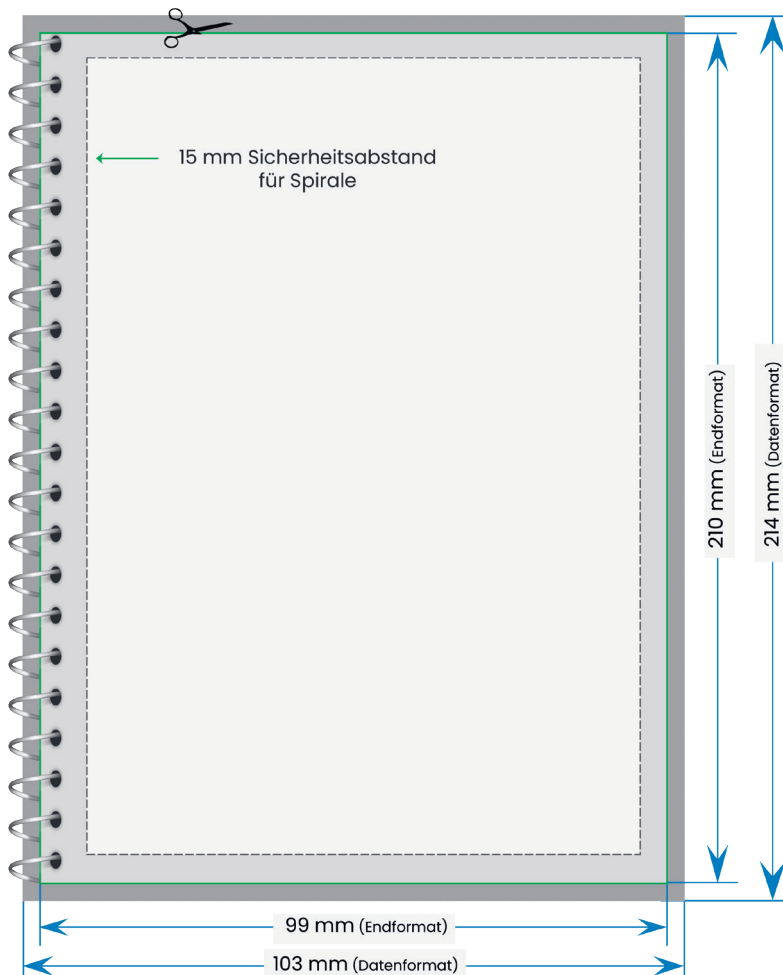 15 mm Sicherheitsabstand
für Spirale
210 mm (Endformat)
214 mm (Datenformat)
99 mm (Endformat)
103 mm (Datenformat)